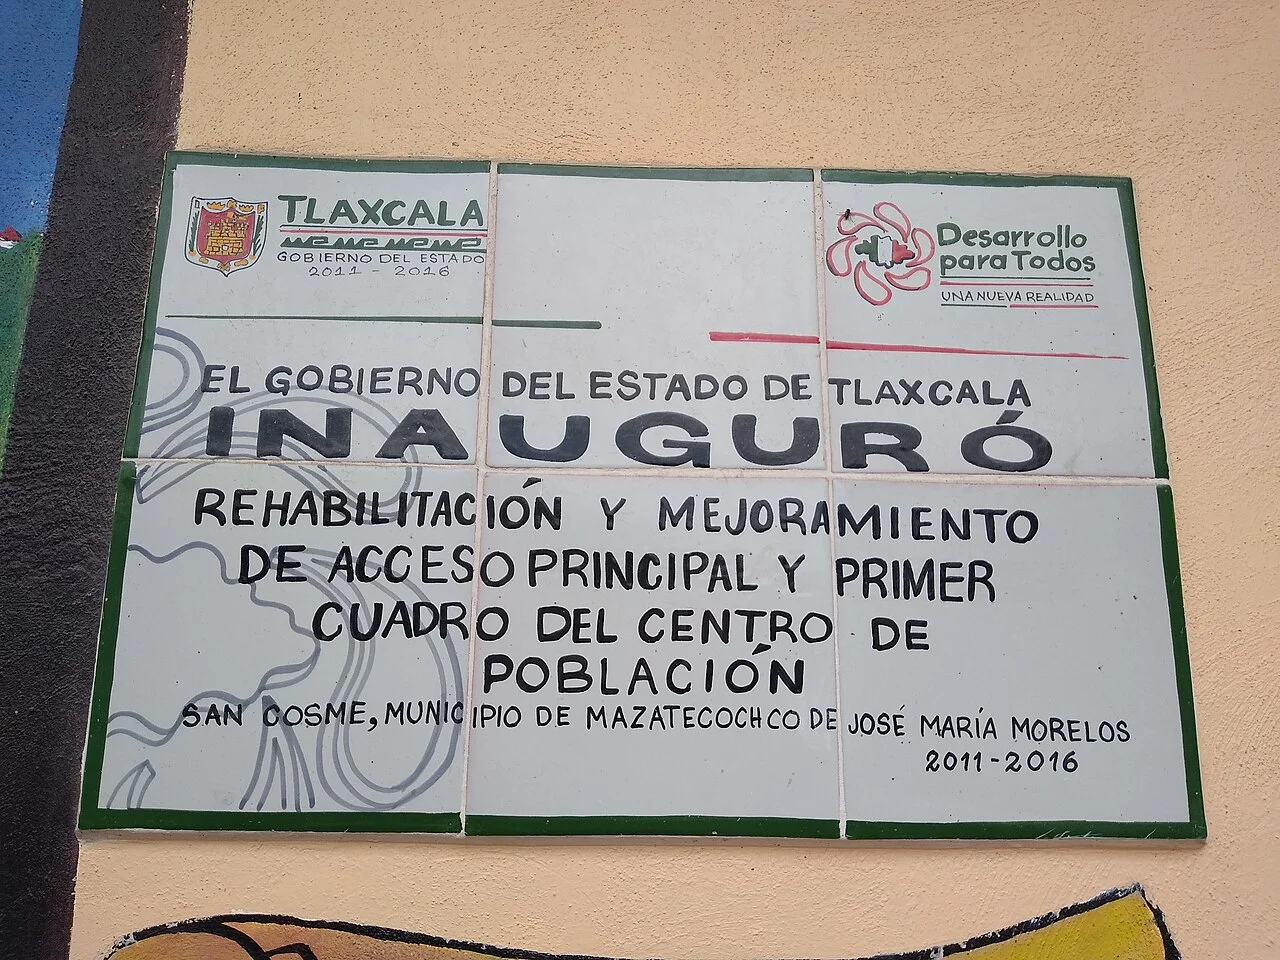 TLAXCALA
GOBIERNO DEL ESTADO
2011 - 2016
Desarrollo
para Todos
UNA NUEVA REALIDAD
EL GOBIERNO DEL ESTADO DE TLAXCALA
INAUGURÓ
REHABILITACIÓN Y MEJORAMIENTO
DE ACCESO PRINCIPAL Y PRIMER
CUADRO DEL CENTRO DE
POBLACIÓN
SAN COSME, MUNICIPIO DE MAZATECOCHCO DE JOSÉ MARÍA MORELOS
2011-2016